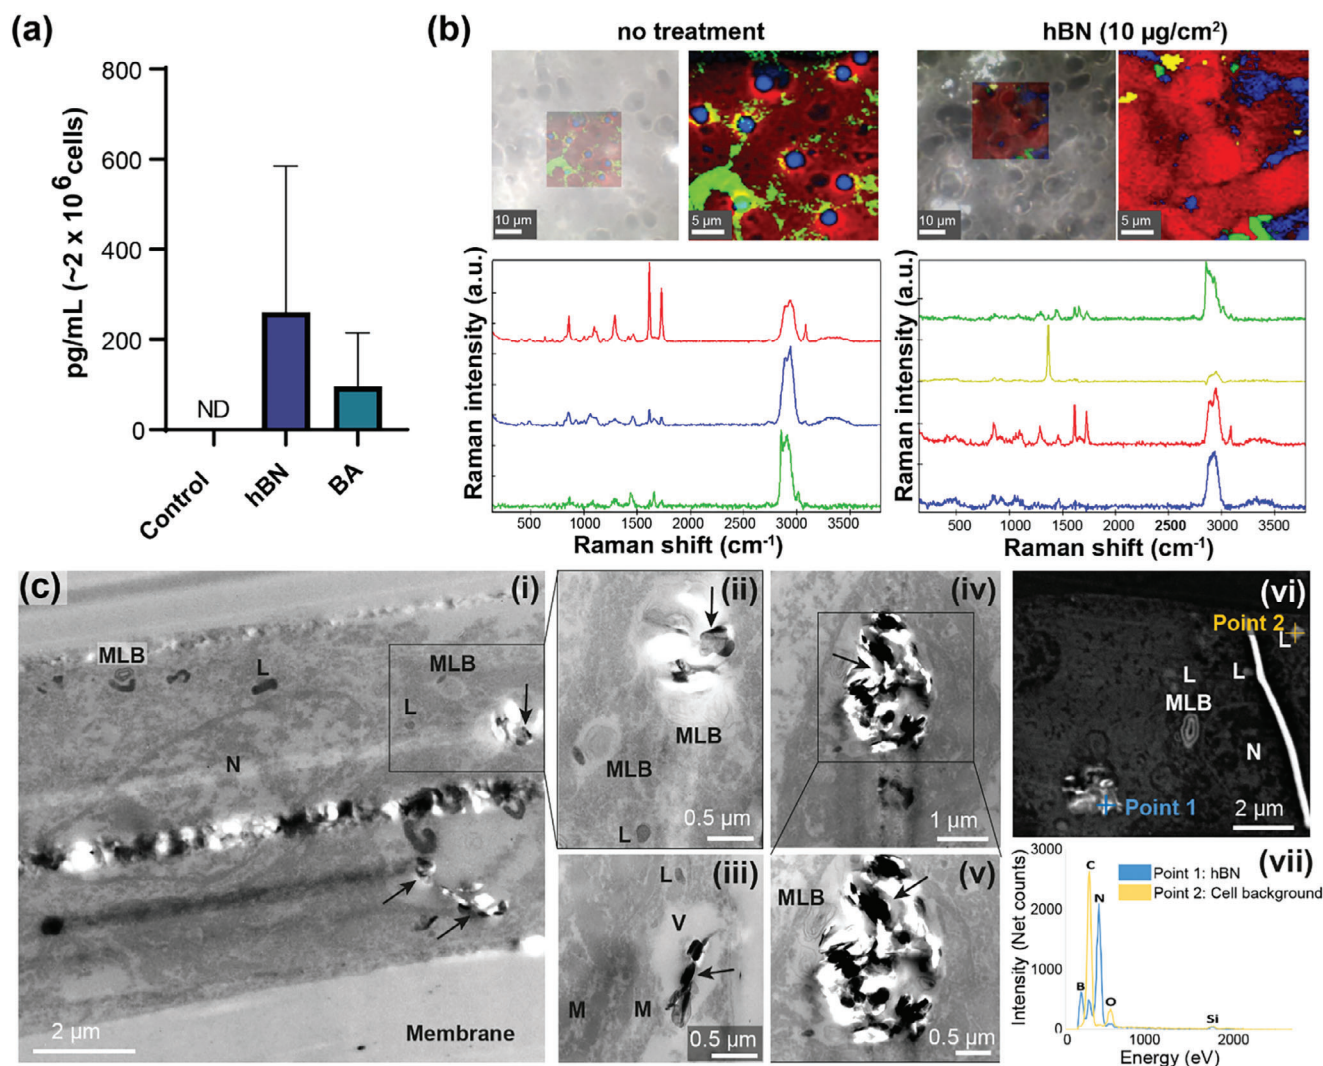 (a)
800
600
400
200
0
pg/mL (~2 x 10⁶cells)
ND
Control
hBN
BA
(b)
no treatment
hBN (10 µg/cm²)
10 µm
5 µm
10 µm
5 µm
Raman intensity (a.u.)
500 1000 1500 2000 2500 3000 3500
Raman shift (cm⁻¹)
Raman intensity (a.u.)
500 1000 1500 2000 2500 3000 3500
Raman shift (cm⁻¹)
(c)
(i)
MLB
L
MLB
L
N
2 µm
Membrane
(ii)
MLB
MLB
L
0.5 µm
(iii)
L
V
M
M
0.5 µm
(iv)
1 µm
(v)
MLB
0.5 µm
(vi)
Point 2
L
L
L
MLB
N
Point 1
2 µm
(vii)
3000
2000
1000
0
Intensity (Net counts)
C
N
B
O
Si
Point 1: hBN
Point 2: Cell background
0 1000 2000
Energy (eV)